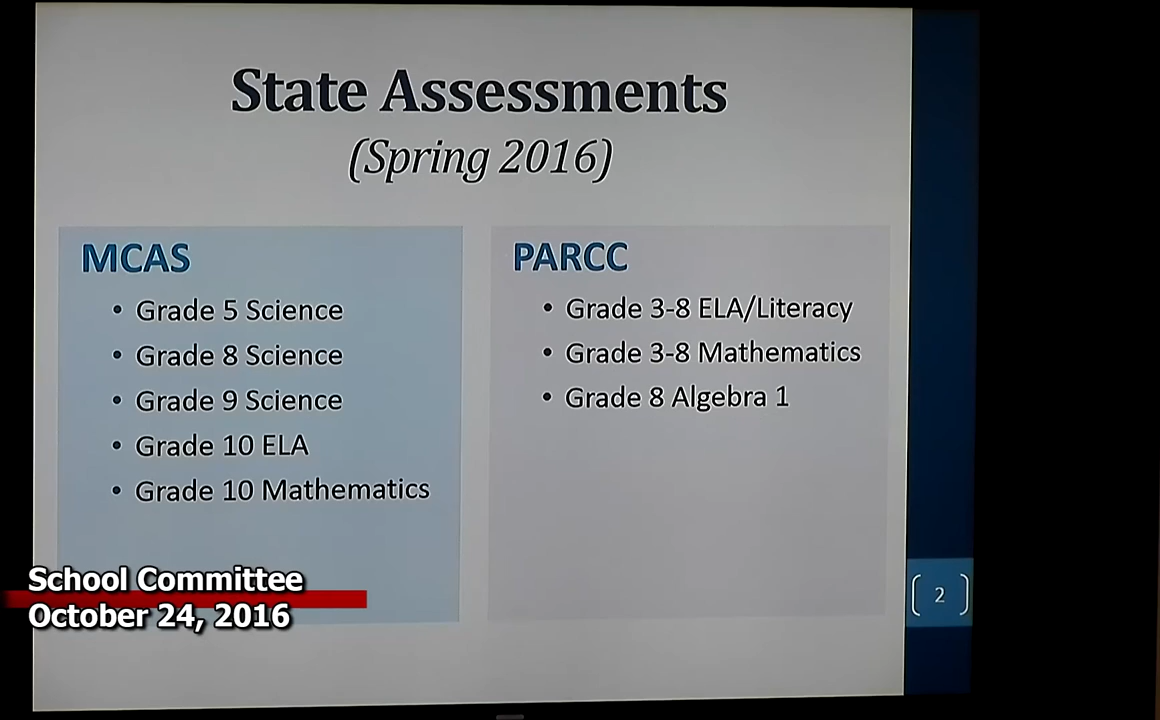 State Assessments
(Spring 2016)
MCAS
• Grade 5 Science
• Grade 8 Science
• Grade 9 Science
• Grade 10 ELA
• Grade 10 Mathematics
PARCC
• Grade 3-8 ELA/Literacy
• Grade 3-8 Mathematics
• Grade 8 Algebra 1
School Committee
October 24, 2016
2